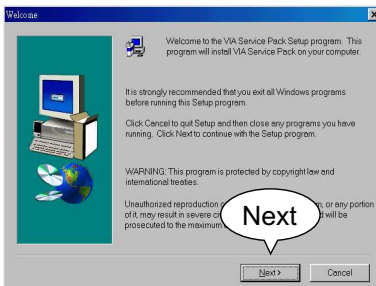 Welcome
Welcome to the VIA Service Pack Setup program. This
program will install VIA Service Pack on your computer.
It is strongly recommended that you exit all Windows programs
before running this Setup program.
Click Cancel to quit Setup and then close any programs you have
running. Click Next to continue with the Setup program.
WARNING: This program is protected by copyright law and
international treaties.
Unauthorized reproduction or any portion
of it, may result in severe will be
prosecuted to the maximum
Next
Next >
Cancel